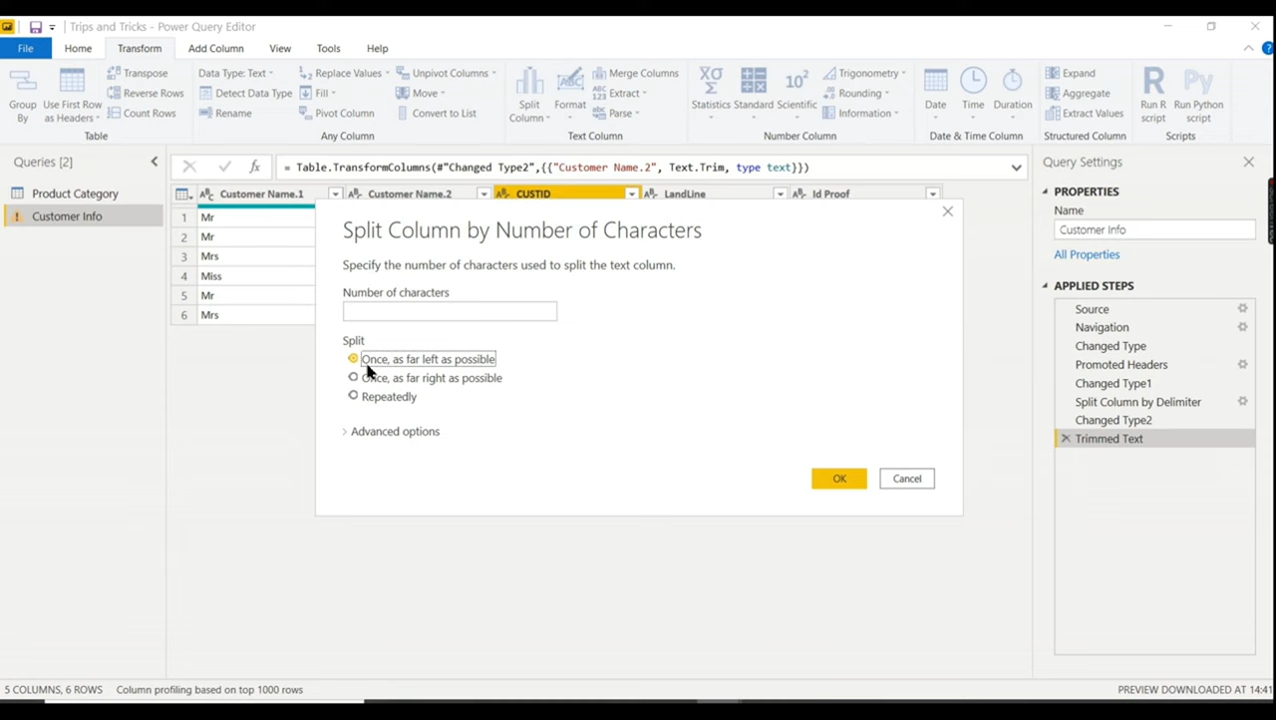 Trips and Tricks - Power Query Editor
File Home Transform Add Column View Tools Help
Group By
Use First Row as Headers
Transpose
Reverse Rows
Count Rows
Table
Data Type: Text
Detect Data Type
Rename
Replace Values
Fill
Pivot Column
Unpivot Columns
Move
Convert to List
Any Column
Split Column
Format
Merge Columns
Extract
Parse
Text Column
Statistics
Standard
Scientific
Trigonometry
Rounding
Information
Number Column
Date
Time
Duration
Date & Time Column
Expand
Aggregate
Extract Values
Structured Column
Run R script
Run Python script
Scripts
Queries [2]
Product Category
Customer Info
= Table.TransformColumns(#"Changed Type2",{{"Customer Name.2", Text.Trim, type text}})
Customer Name.1 Customer Name.2 CUSTID LandLine Id Proof
1 Mr
2 Mr
3 Mrs
4 Miss
5 Mr
6 Mrs
Split Column by Number of Characters
Specify the number of characters used to split the text column.
Number of characters
Split
Once, as far left as possible
Once, as far right as possible
Repeatedly
Advanced options
OK Cancel
Query Settings
PROPERTIES
Name
Customer Info
All Properties
APPLIED STEPS
Source
Navigation
Changed Type
Promoted Headers
Changed Type1
Split Column by Delimiter
Changed Type2
Trimmed Text
5 COLUMNS, 6 ROWS Column profiling based on top 1000 rows
PREVIEW DOWNLOADED AT 14:41